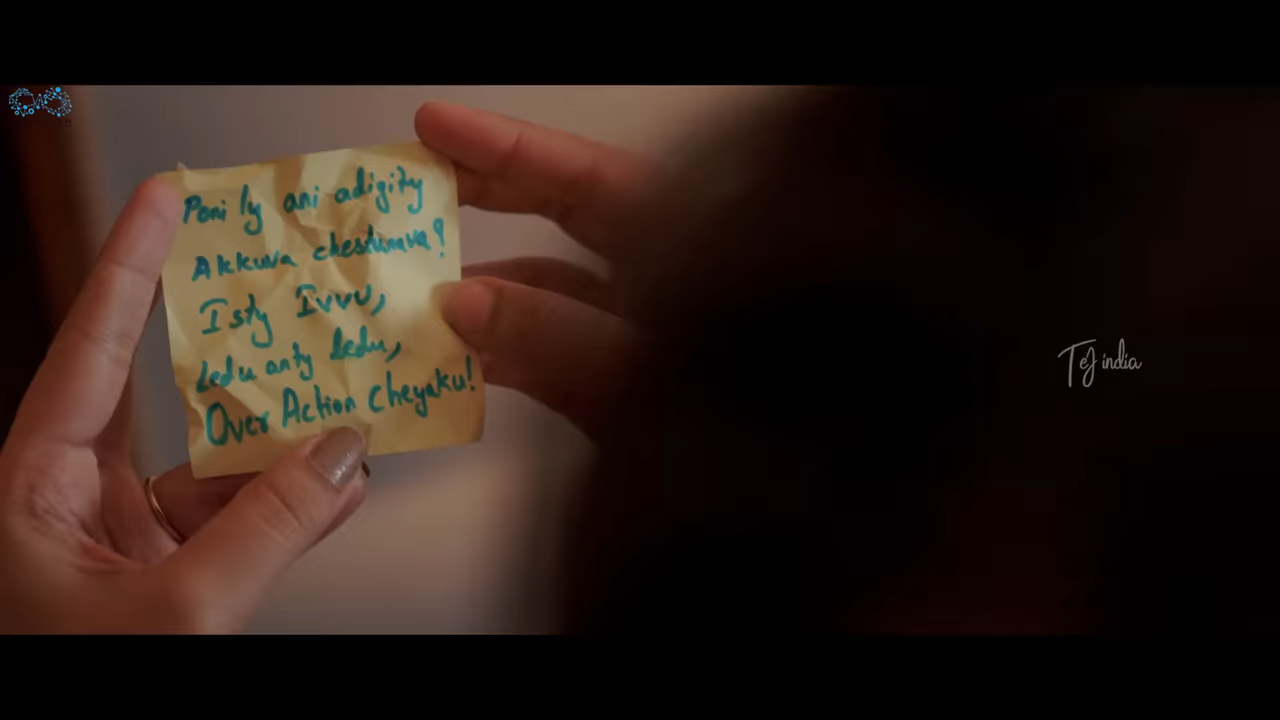 Poni ly ani adigity
Akkuva chestunava?
Isty Ivvu,
Ledu anty ledu,
Over Action Cheyaku!
TeJ india